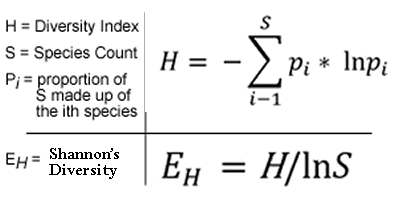 H = Diversity Index
S = Species Count
Pi = proportion of
S made up of
the ith species
S
H = − ∑ pi * lnpi
i−1
EH = Shannon's
Diversity
EH = H/lnS